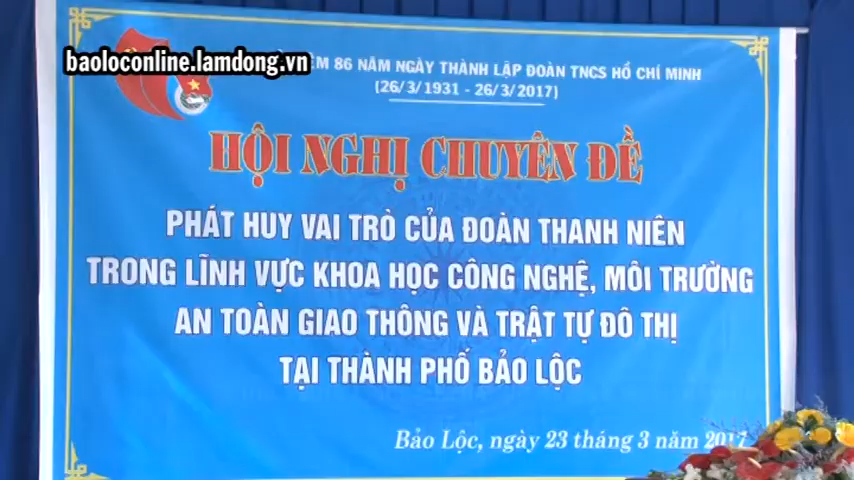 baoloconline.lamdong.vn
86 NĂM NGÀY THÀNH LẬP ĐOÀN TNCS HỒ CHÍ MINH
(26/3/1931 - 26/3/2017)
HỘI NGHỊ CHUYÊN ĐỀ
PHÁT HUY VAI TRÒ CỦA ĐOÀN THANH NIÊN
TRONG LĨNH VỰC KHOA HỌC CÔNG NGHỆ, MÔI TRƯỜNG
AN TOÀN GIAO THÔNG VÀ TRẬT TỰ ĐÔ THỊ
TẠI THÀNH PHỐ BẢO LỘC
Bảo Lộc, ngày 23 tháng 3 năm 2017